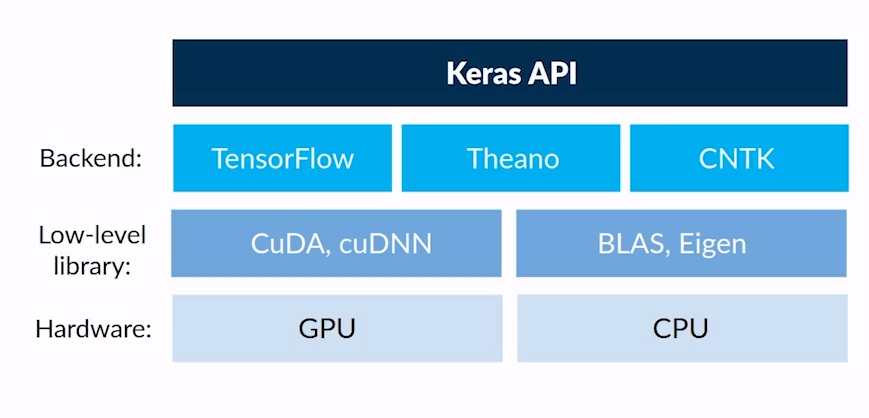 Keras API
Backend:
TensorFlow
Theano
CNTK
Low-level
library:
CuDA, cuDNN
BLAS, Eigen
Hardware:
GPU
CPU